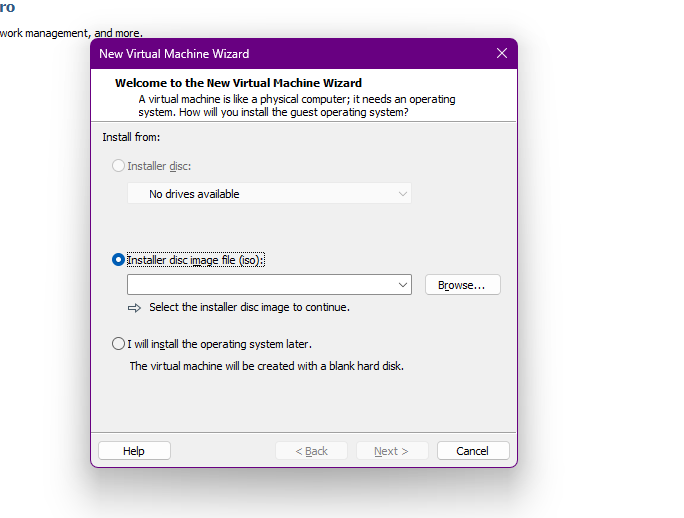 ro
work management, and more.
New Virtual Machine Wizard
Welcome to the New Virtual Machine Wizard
A virtual machine is like a physical computer; it needs an operating
system. How will you install the guest operating system?
Install from:
Installer disc:
No drives available
Installer disc image file (iso):
Browse...
Select the installer disc image to continue.
I will install the operating system later.
The virtual machine will be created with a blank hard disk.
Help
< Back
Next >
Cancel